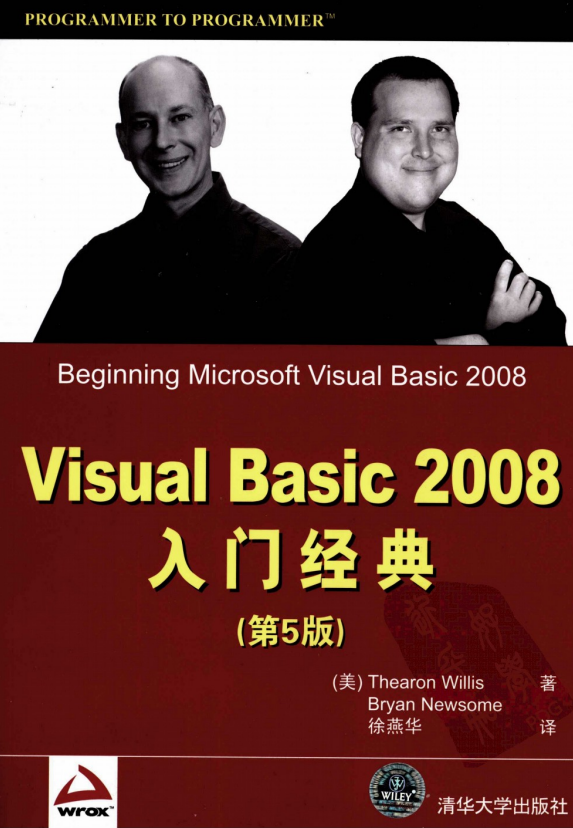 PROGRAMMER TO PROGRAMMER™
Beginning Microsoft Visual Basic 2008
Visual Basic 2008
入门经典
(第5版)
(美) Thearon Willis 著
Bryan Newsome
徐燕华 译
wrox™
WILEY
清华大学出版社